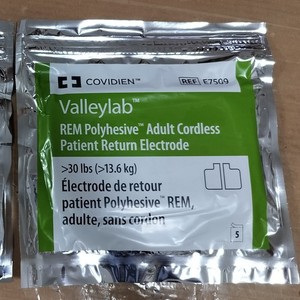 COVIDIEN™
REF E7509
Valleylab™
REM Polyhesive™ Adult Cordless
Patient Return Electrode
>30 lbs (>13.6 kg)
Électrode de retour
patient Polyhesive™ REM,
adulte, sans cordon
5